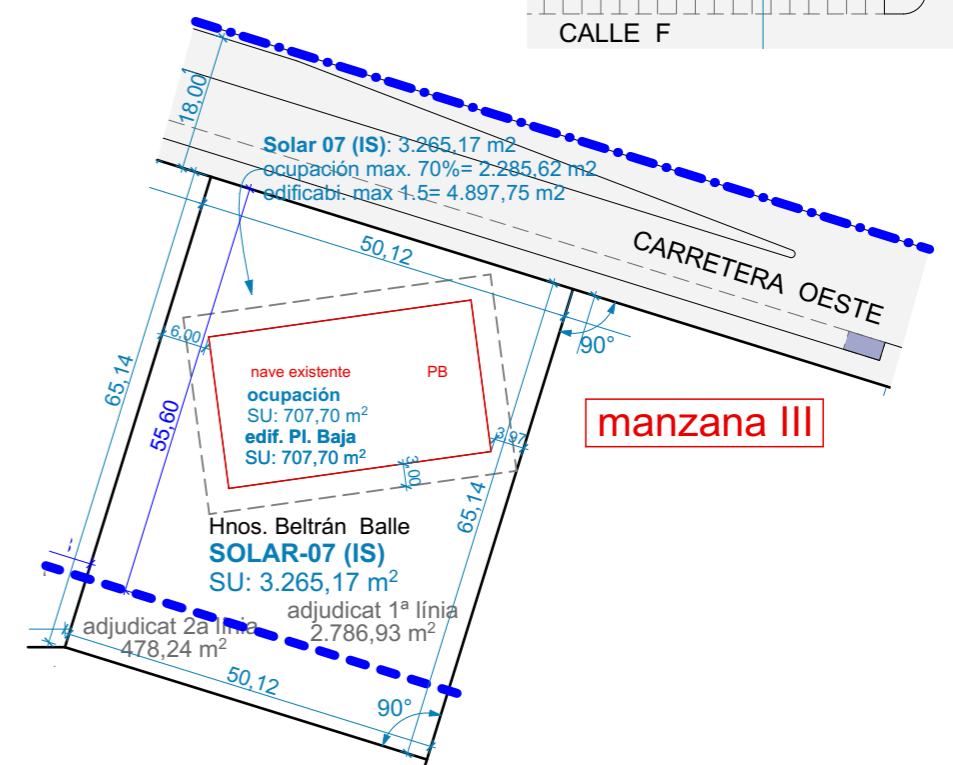 CALLE F
18,00
Solar 07 (IS): 3.265,17 m2
ocupación max. 70%= 2.285,62 m2
edificabi. max 1.5= 4.897,75 m2
50,12
CARRETERA OESTE
6,00
90°
65,14
nave existente PB
ocupación
SU: 707,70 m²
edif. Pl. Baja
SU: 707,70 m²
manzana III
55,60
3,97
3,00
65,14
Hnos. Beltrán Balle
SOLAR-07 (IS)
SU: 3.265,17 m²
adjudicat 1ª línia
2.786,93 m²
adjudicat 2a línia
478,24 m²
50,12
90°